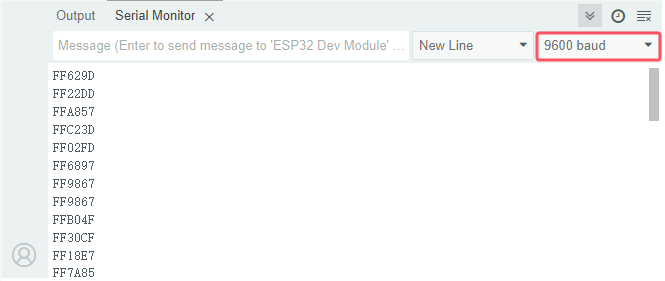 Output
Serial Monitor
Message (Enter to send message to 'ESP32 Dev Module' ...
New Line
9600 baud
FF629D
FF22DD
FFA857
FFC23D
FF02FD
FF6897
FF9867
FF9867
FFB04F
FF30CF
FF18E7
FF7A85